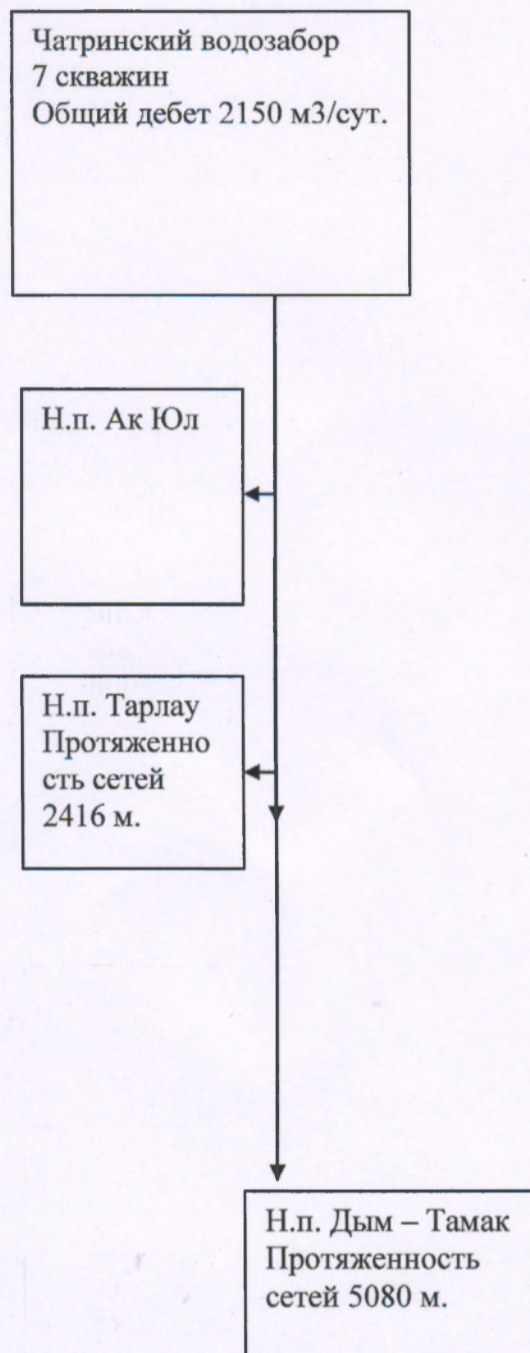 Чатринский водозабор
7 скважин
Общий дебет 2150 м3/сут.
Н.п. Ак Юл
Н.п. Тарлау
Протяженно
сть сетей
2416 м.
Н.п. Дым – Тамак
Протяженность
сетей 5080 м.